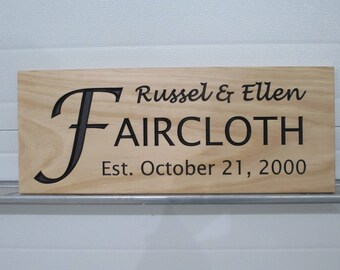 Russel & Ellen
FAIRCLOTH
Est. October 21, 2000